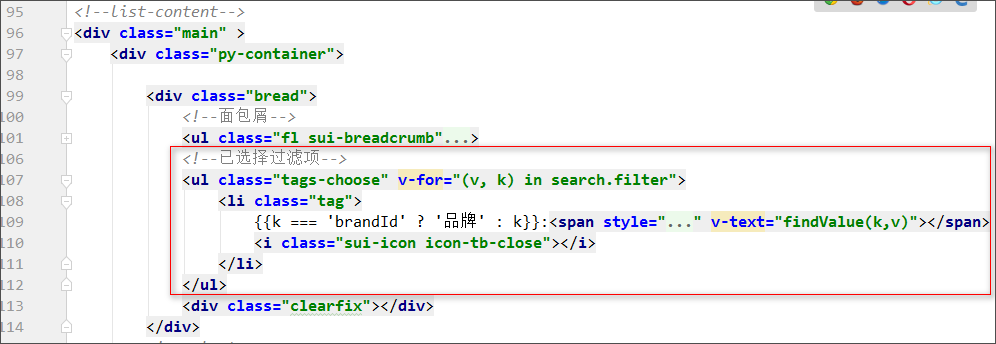 95 <!--list-content-->
96 <div class="main" >
97 <div class="py-container">
98
99 <div class="bread">
100 <!--面包屑-->
101 <ul class="fl sui-breadcrumb"...>
106 <!--已选择过滤项-->
107 <ul class="tags-choose" v-for="(v, k) in search.filter">
108 <li class="tag">
109 {{k === 'brandId' ? '品牌' : k}}:<span style="..." v-text="findValue(k,v)"></span>
110 <i class="sui-icon icon-tb-close"></i>
111 </li>
112 </ul>
113 <div class="clearfix"></div>
114 </div>